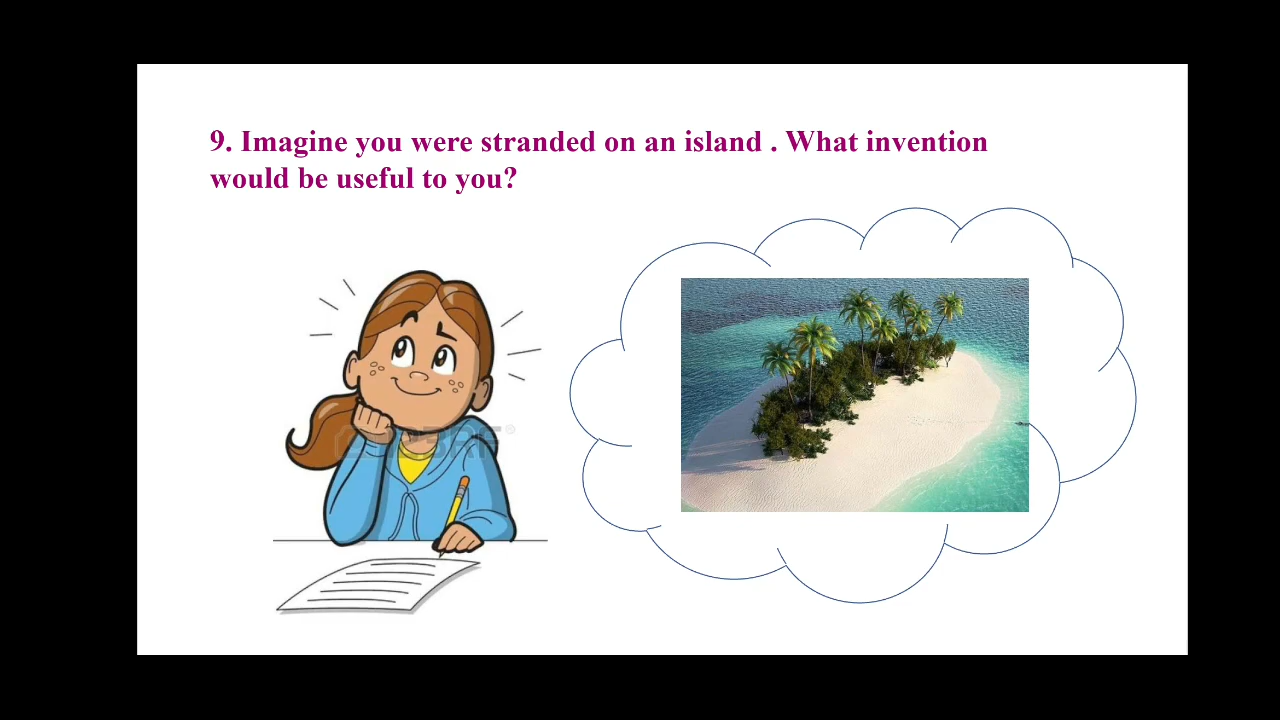 9. Imagine you were stranded on an island . What invention
would be useful to you?